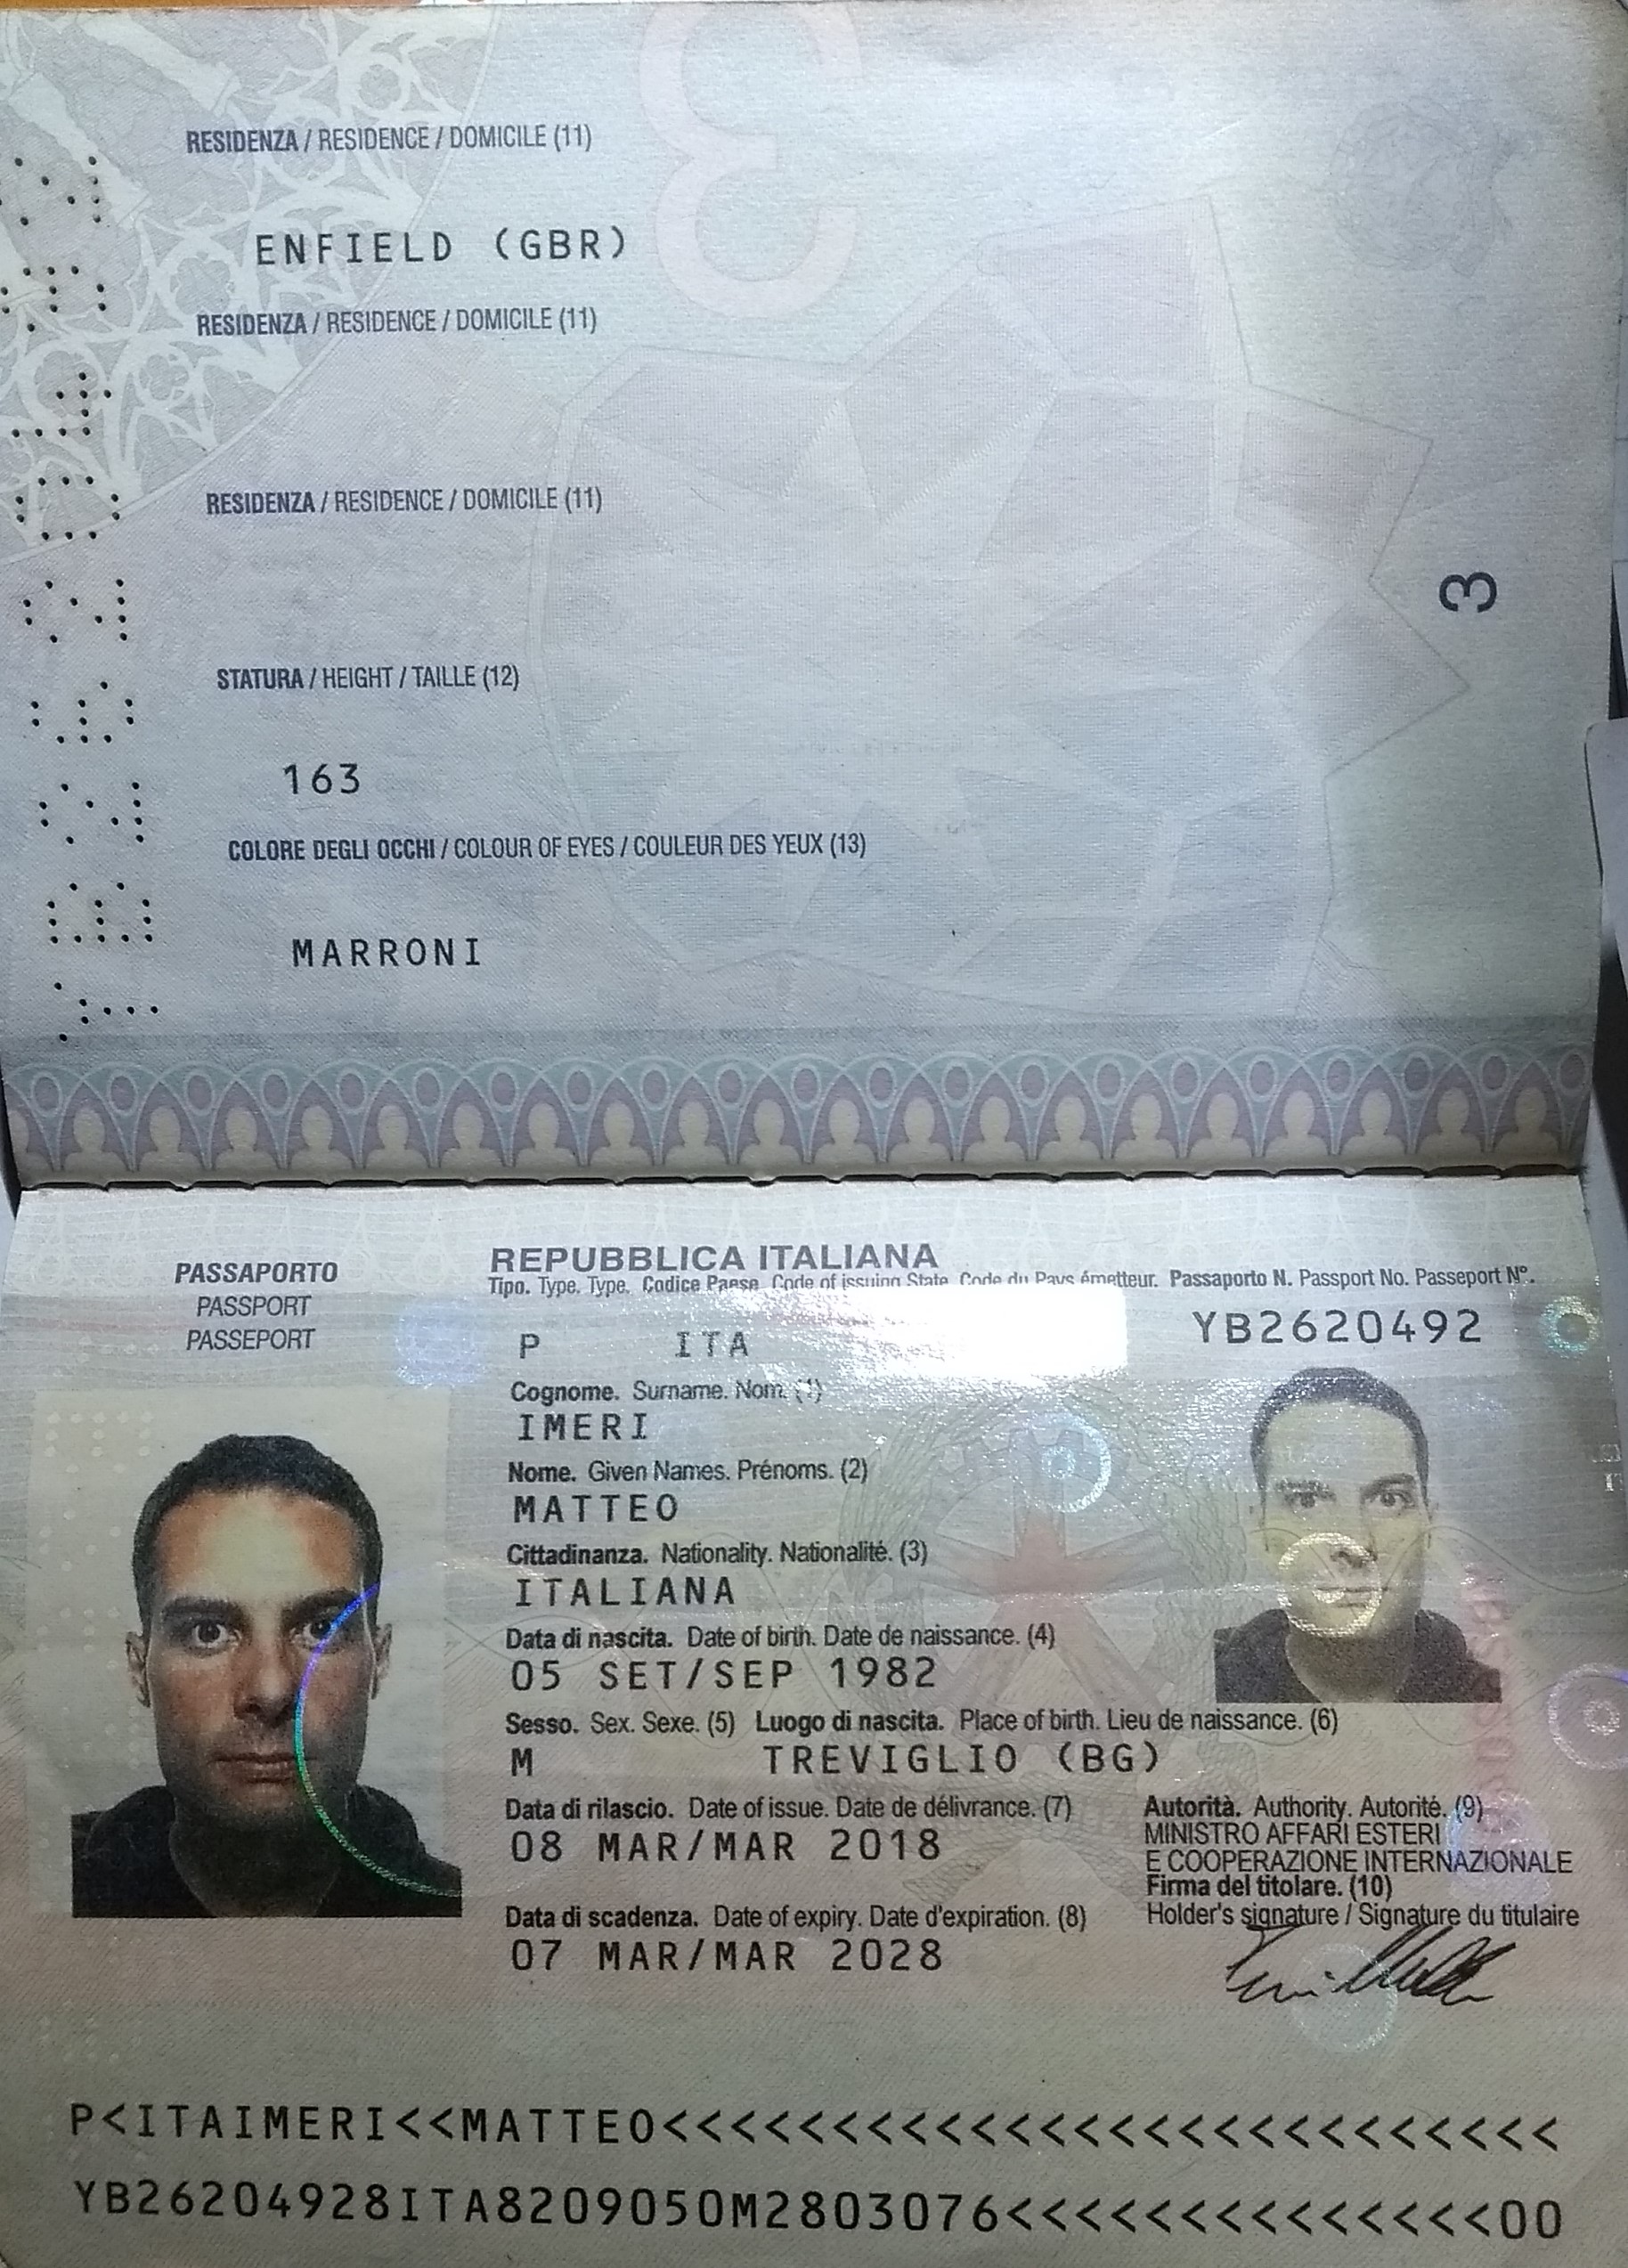 RESIDENZA / RESIDENCE / DOMICILE (11)
ENFIELD (GBR)
RESIDENZA / RESIDENCE / DOMICILE (11)
RESIDENZA / RESIDENCE / DOMICILE (11)
STATURA / HEIGHT / TAILLE (12)
163
COLORE DEGLI OCCHI / COLOUR OF EYES / COULEUR DES YEUX (13)
MARRONI
3
PASSAPORTO
PASSPORT
PASSEPORT
REPUBBLICA ITALIANA
Tipo. Type. Type. Codice Paese. Code of issuing State. Code du Pays émetteur. Passaporto N. Passport No. Passeport N°.
P ITA YB2620492
Cognome. Surname. Nom. (1)
IMERI
Nome. Given Names. Prénoms. (2)
MATTEO
Cittadinanza. Nationality. Nationalité. (3)
ITALIANA
Data di nascita. Date of birth. Date de naissance. (4)
05 SET/SEP 1982
Sesso. Sex. Sexe. (5) Luogo di nascita. Place of birth. Lieu de naissance. (6)
M TREVIGLIO (BG)
Data di rilascio. Date of issue. Date de délivrance. (7)
08 MAR/MAR 2018
Data di scadenza. Date of expiry. Date d'expiration. (8)
07 MAR/MAR 2028
Autorità. Authority. Autorité. (9)
MINISTRO AFFARI ESTERI
E COOPERAZIONE INTERNAZIONALE
Firma del titolare. (10)
Holder's signature / Signature du titulaire
P<ITAIMERI<<MATTEO<<<<<<<<<<<<<<<<<<<<<<<<<<
YB26204928ITA8209050M2803076<<<<<<<<<<<<<<00